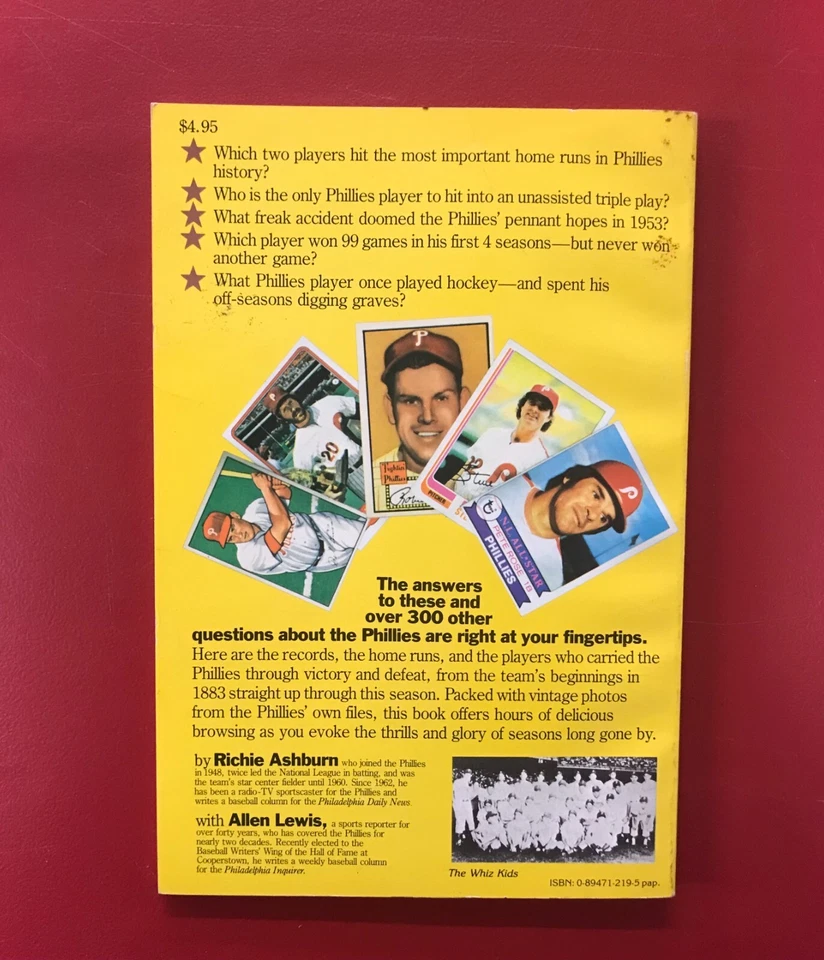 $4.95
Which two players hit the most important home runs in Phillies
history?
Who is the only Phillies player to hit into an unassisted triple play?
What freak accident doomed the Phillies' pennant hopes in 1953?
Which player won 99 games in his first 4 seasons—but never won
another game?
What Phillies player once played hockey—and spent his
off-seasons digging graves?
P
20
Fightin
Phillies
P
Steve
PITCHER
P
N.L. ALL★STAR
PETE ROSE 1B
PHILLIES
The answers
to these and
over 300 other
questions about the Phillies are right at your fingertips.
Here are the records, the home runs, and the players who carried the
Phillies through victory and defeat, from the team's beginnings in
1883 straight up through this season. Packed with vintage photos
from the Phillies' own files, this book offers hours of delicious
browsing as you evoke the thrills and glory of seasons long gone by.
by Richie Ashburn who joined the Phillies
in 1948, twice led the National League in batting, and was
the team's star center fielder until 1960. Since 1962, he
has been a radio-TV sportscaster for the Phillies and
writes a baseball column for the Philadelphia Daily News.
with Allen Lewis, a sports reporter for
over forty years, who has covered the Phillies for
nearly two decades. Recently elected to the
Baseball Writers' Wing of the Hall of Fame at
Cooperstown, he writes a weekly baseball column
for the Philadelphia Inquirer.
The Whiz Kids
ISBN: 0-89471-219-5 pap.